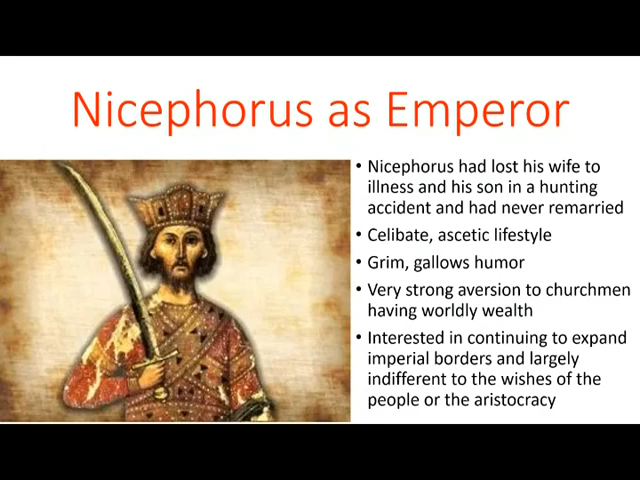 Nicephorus as Emperor
• Nicephorus had lost his wife to
illness and his son in a hunting
accident and had never remarried
• Celibate, ascetic lifestyle
• Grim, gallows humor
• Very strong aversion to churchmen
having worldly wealth
• Interested in continuing to expand
imperial borders and largely
indifferent to the wishes of the
people or the aristocracy